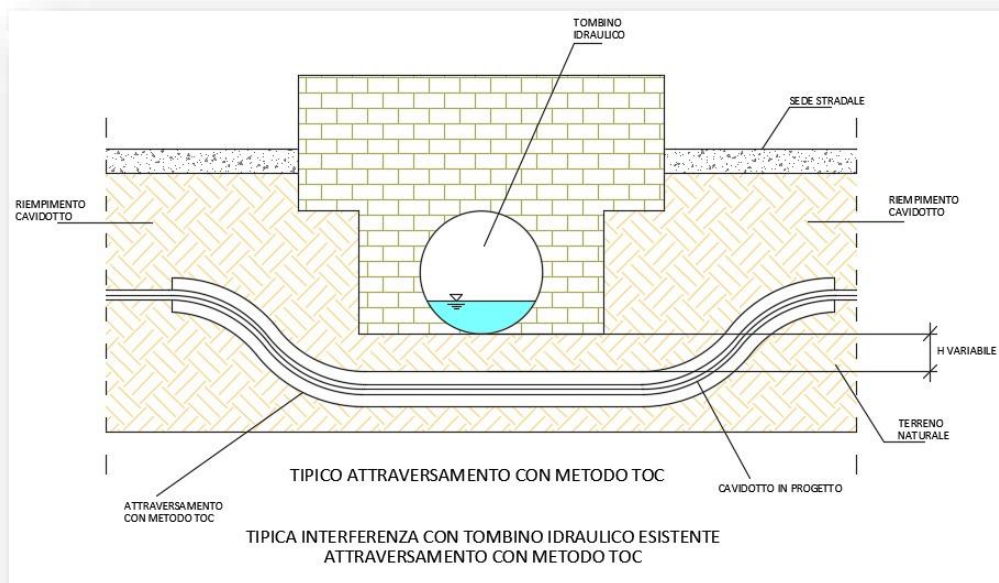 TOMBINO
IDRAULICO
SEDE STRADALE
RIEMPIMENTO
CAVIDOTTO
RIEMPIMENTO
CAVIDOTTO
H VARIABILE
TERRENO
NATURALE
TIPICO ATTRAVERSAMENTO CON METODO TOC
CAVIDOTTO IN PROGETTO
ATTRAVERSAMENTO
CON METODO TOC
TIPICA INTERFERENZA CON TOMBINO IDRAULICO ESISTENTE
ATTRAVERSAMENTO CON METODO TOC